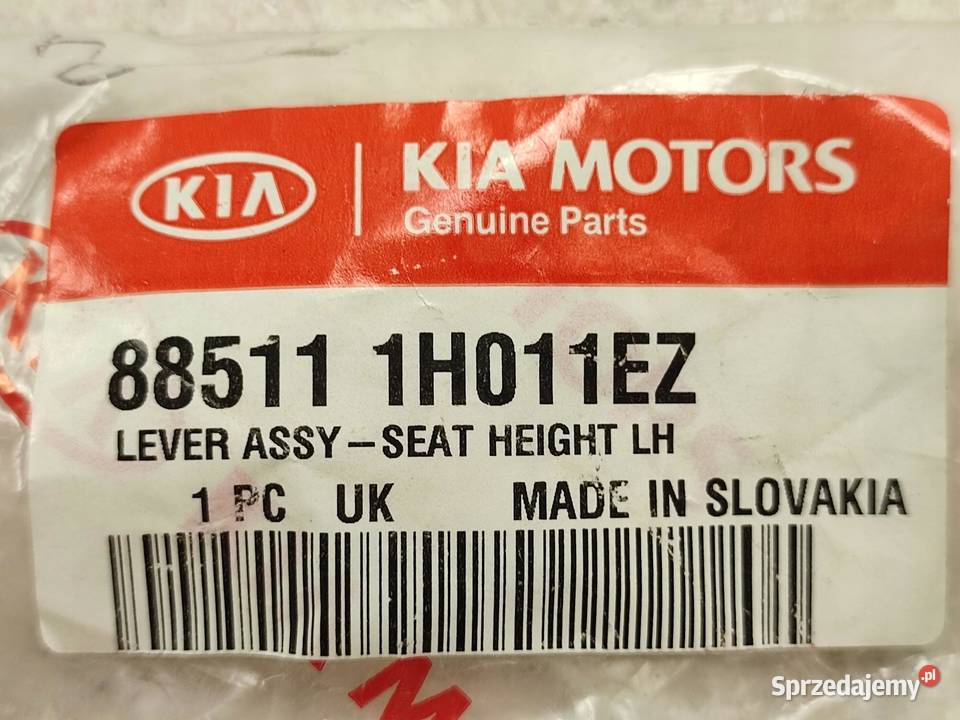 KIA
KIA MOTORS
Genuine Parts
88511 1H011EZ
LEVER ASSY-SEAT HEIGHT LH
1 PC UK MADE IN SLOVAKIA
Sprzedajemy.pl